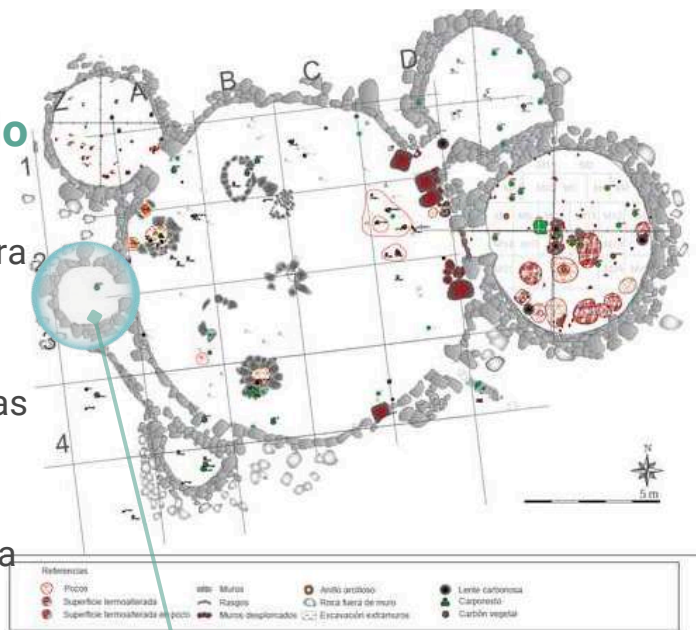 D
C
B
Z A
o
1
ra
2
3
as
4
N
5 m
a
Referencias
Pozos
Muros
Anillo arcilloso
Lente carbonosa
Superficie termoalterada
Rasgos
Roca fuera de muro
Carporesto
Superficie termoalterada en pozo
Muros desplomados
Excavación extramuros
Carbón vegetal